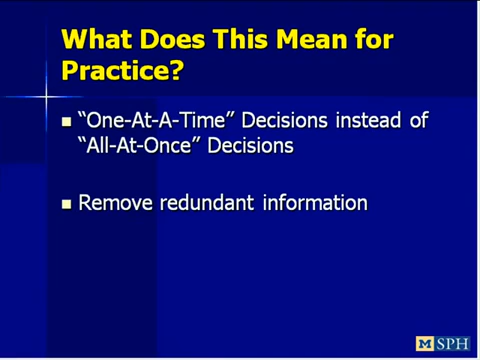 What Does This Mean for
Practice?
“One-At-A-Time” Decisions instead of
“All-At-Once” Decisions
Remove redundant information
M SPH